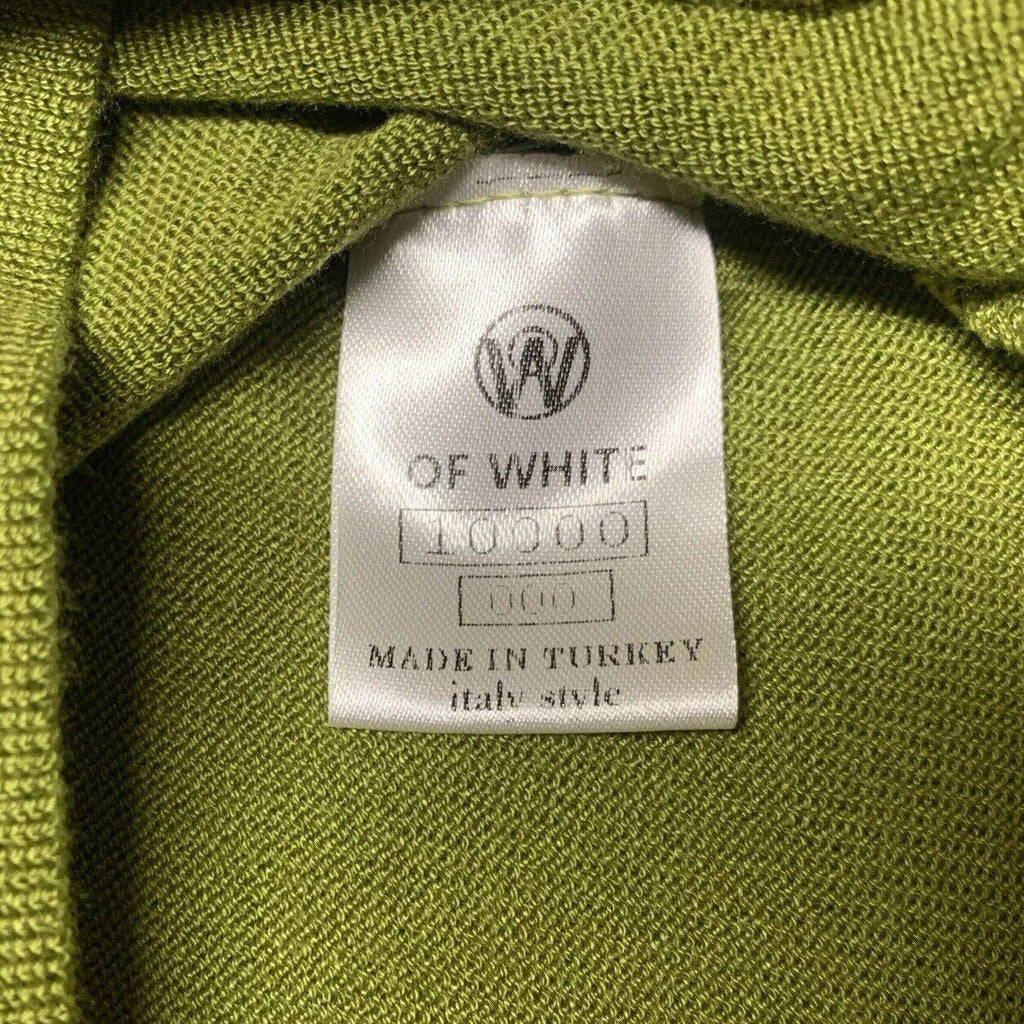 OF WHITE
10000
000
MADE IN TURKEY
italy style